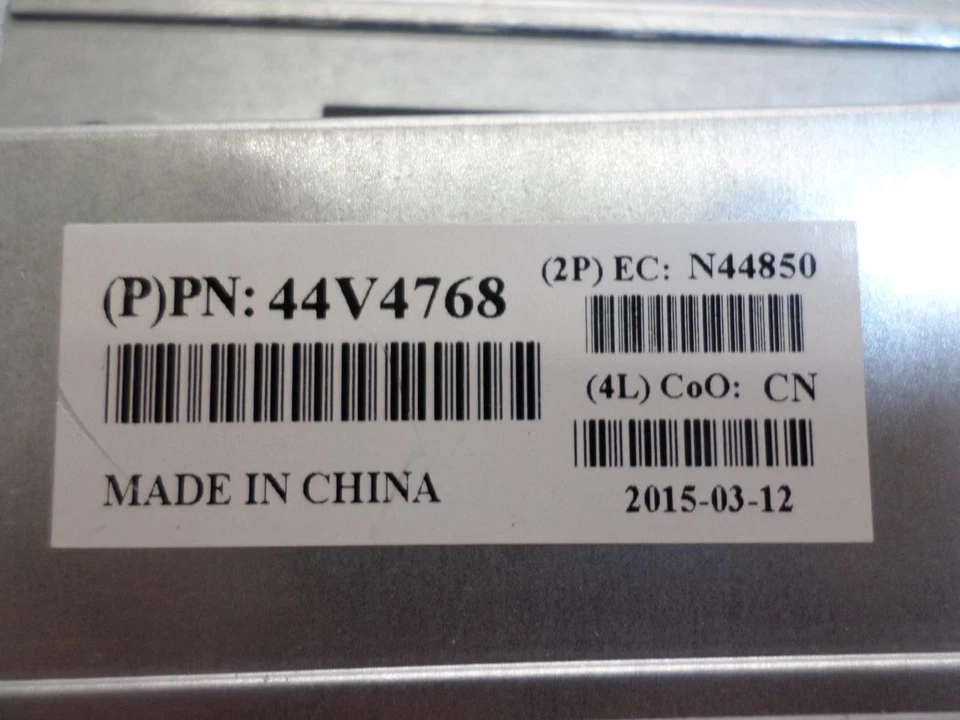 (P)PN: 44V4768
MADE IN CHINA
(2P) EC: N44850
(4L) CoO: CN
2015-03-12